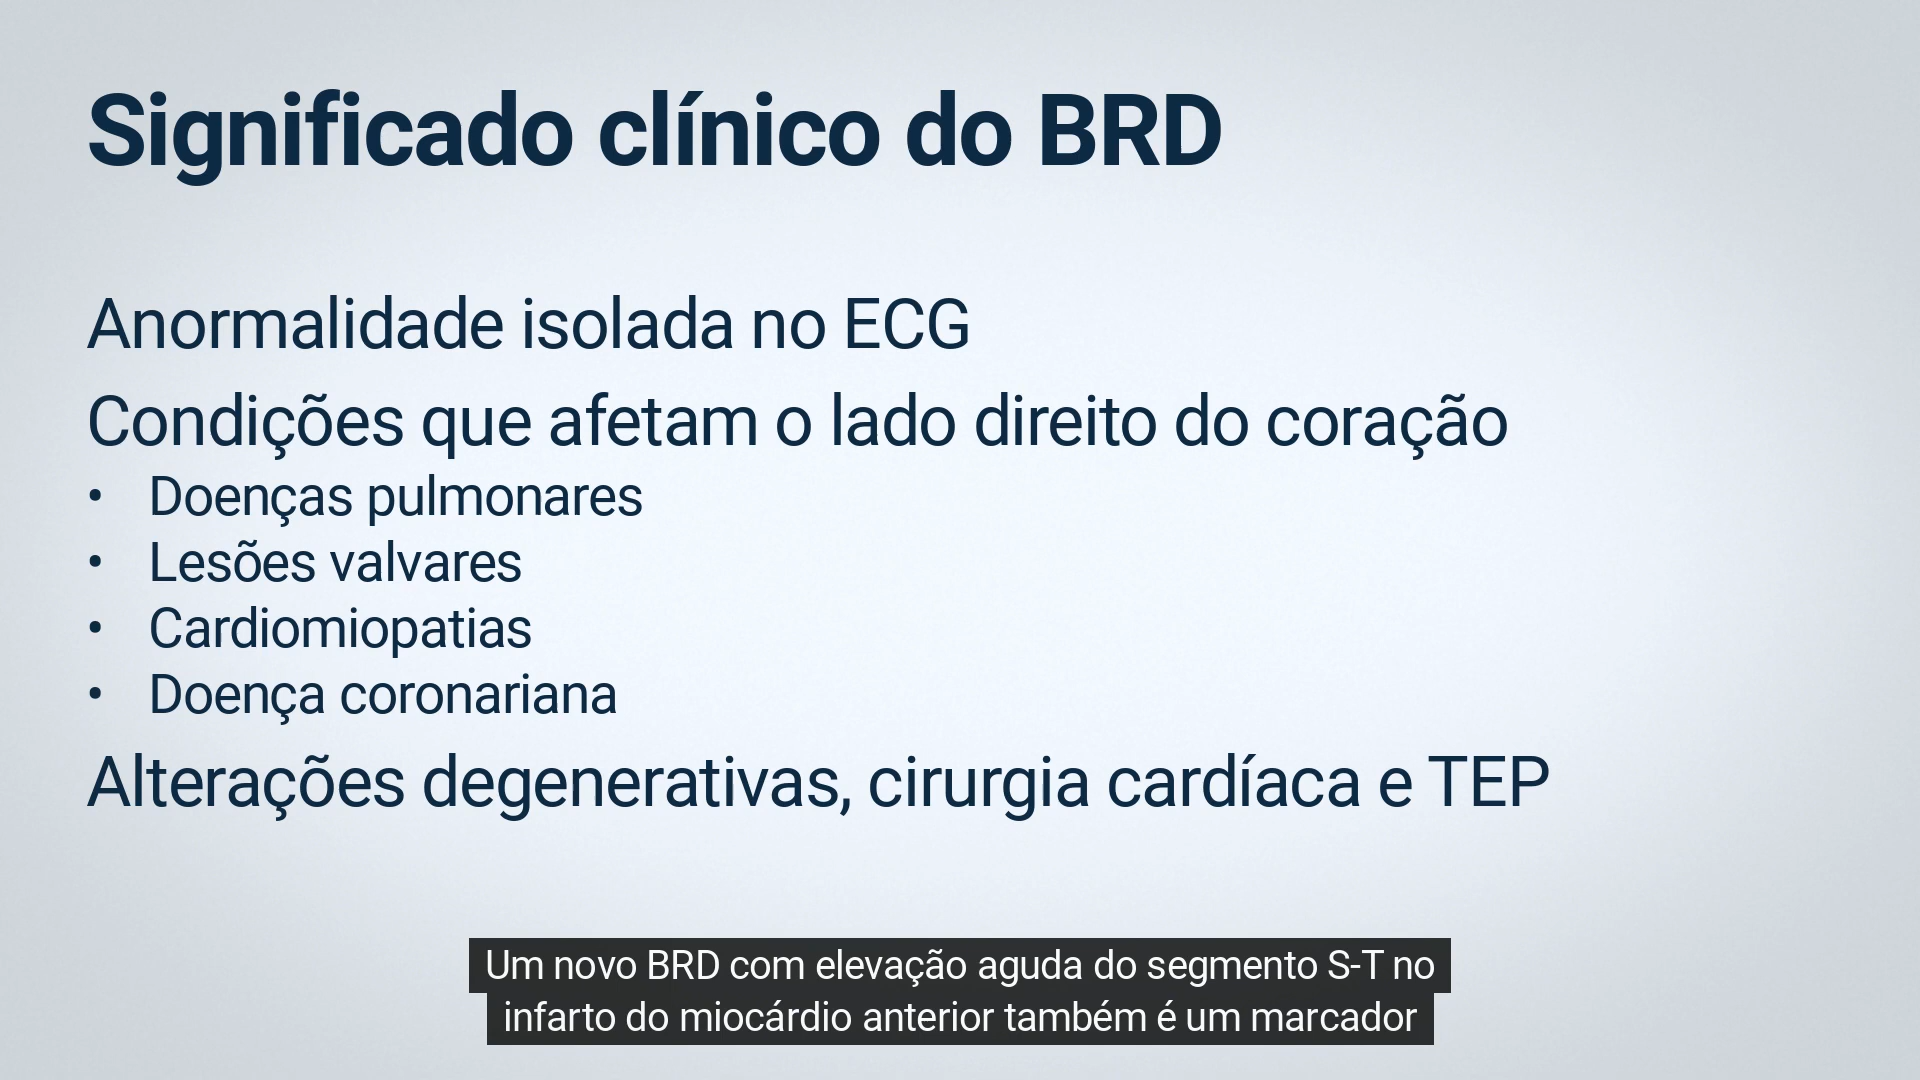 Significado clínico do BRD
Anormalidade isolada no ECG
Condições que afetam o lado direito do coração
• Doenças pulmonares
• Lesões valvares
• Cardiomiopatias
• Doença coronariana
Alterações degenerativas, cirurgia cardíaca e TEP
Um novo BRD com elevação aguda do segmento S-T no
infarto do miocárdio anterior também é um marcador